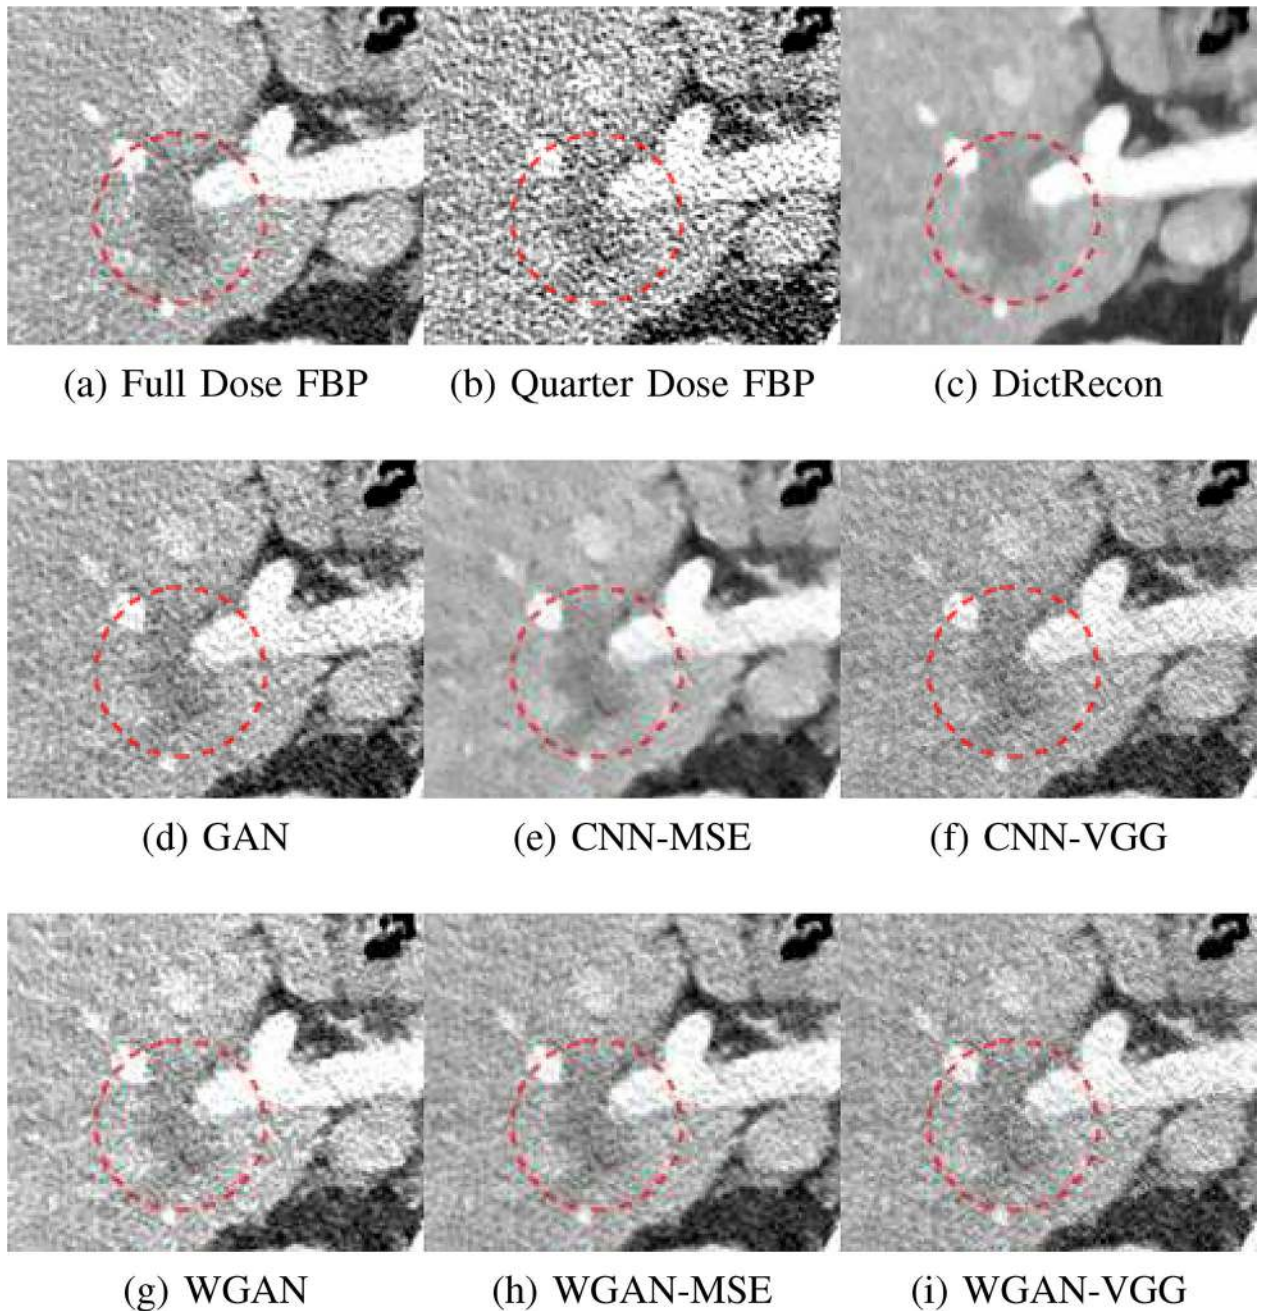 (a) Full Dose FBP (b) Quarter Dose FBP (c) DictRecon
(d) GAN (e) CNN-MSE (f) CNN-VGG
(g) WGAN (h) WGAN-MSE (i) WGAN-VGG